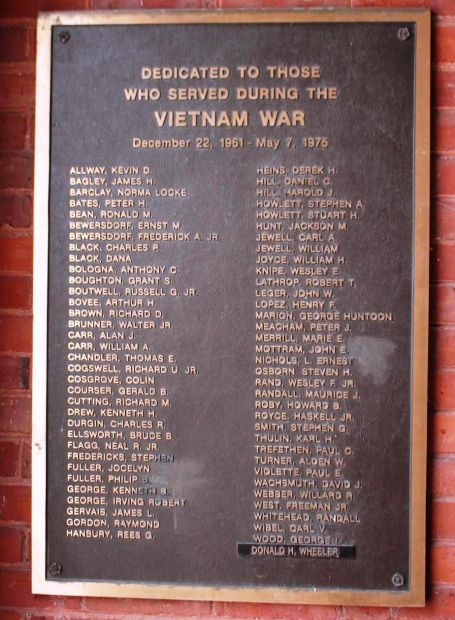 DEDICATED TO THOSE
WHO SERVED DURING THE
VIETNAM WAR
December 22, 1961 - May 7, 1975
ALLWAY, KEVIN D.
BAGLEY, JAMES H.
BARCLAY, NORMA LOCKE
BATES, PETER H.
BEAN, RONALD M.
BEWERSDORF, ERNST M.
BEWERSDORF, FREDERICK A. JR.
BLACK, CHARLES P.
BLACK, DANA
BOLOGNA, ANTHONY C.
BOUGHTON, GRANT S.
BOUTWELL, RUSSELL G. JR.
BOVEE, ARTHUR H.
BROWN, RICHARD D.
BRUNNER, WALTER JR.
CARR, ALAN J.
CARR, WILLIAM A.
CHANDLER, THOMAS E.
COGSWELL, RICHARD U. JR.
COSGROVE, COLIN
COURSER, GERALD B.
CUTTING, RICHARD M.
DREW, KENNETH H.
DURGIN, CHARLES R.
ELLSWORTH, BRUCE B.
FLAGG, NEAL R. JR.
FREDERICKS, STEPHEN
FULLER, JOCELYN
FULLER, PHILIP B.
GEORGE, KENNETH B.
GEORGE, IRVING ROBERT
GERVAIS, JAMES L.
GORDON, RAYMOND
HANBURY, REES G.
HEINS, DEREK H.
HILL, DANIEL C.
HILL, HAROLD J.
HOWLETT, STEPHEN A.
HOWLETT, STUART H.
HUNT, JACKSON M.
JEWELL, CARL A.
JEWELL, WILLIAM
JOYCE, WILLIAM H.
KNIPE, WESLEY E.
LATHROP, ROBERT T.
LEGER, JOHN W.
LOPEZ, HENRY F.
MARION, GEORGE HUNTOON
MEACHAM, PETER J.
MERRILL, MARIE E.
MOTTRAM, JOHN E.
NICHOLS, L. ERNEST
OSBORN, STEVEN H.
RAND, WESLEY F. JR.
RANDALL, MAURICE J.
ROBY, HOWARD B.
ROYCE, HASKELL JR.
SMITH, STEPHEN G.
THULIN, KARL H.
TREFETHEN, PAUL C.
TURNER, ALDEN W.
VIOLETTE, PAUL E.
WACHSMUTH, DAVID J.
WEBBER, WILLARD R.
WEST, FREEMAN JR.
WHITEHEAD, RANDALL
WIBEL, CARL V.
WOOD, GEORGE
DONALD H. WHEELER